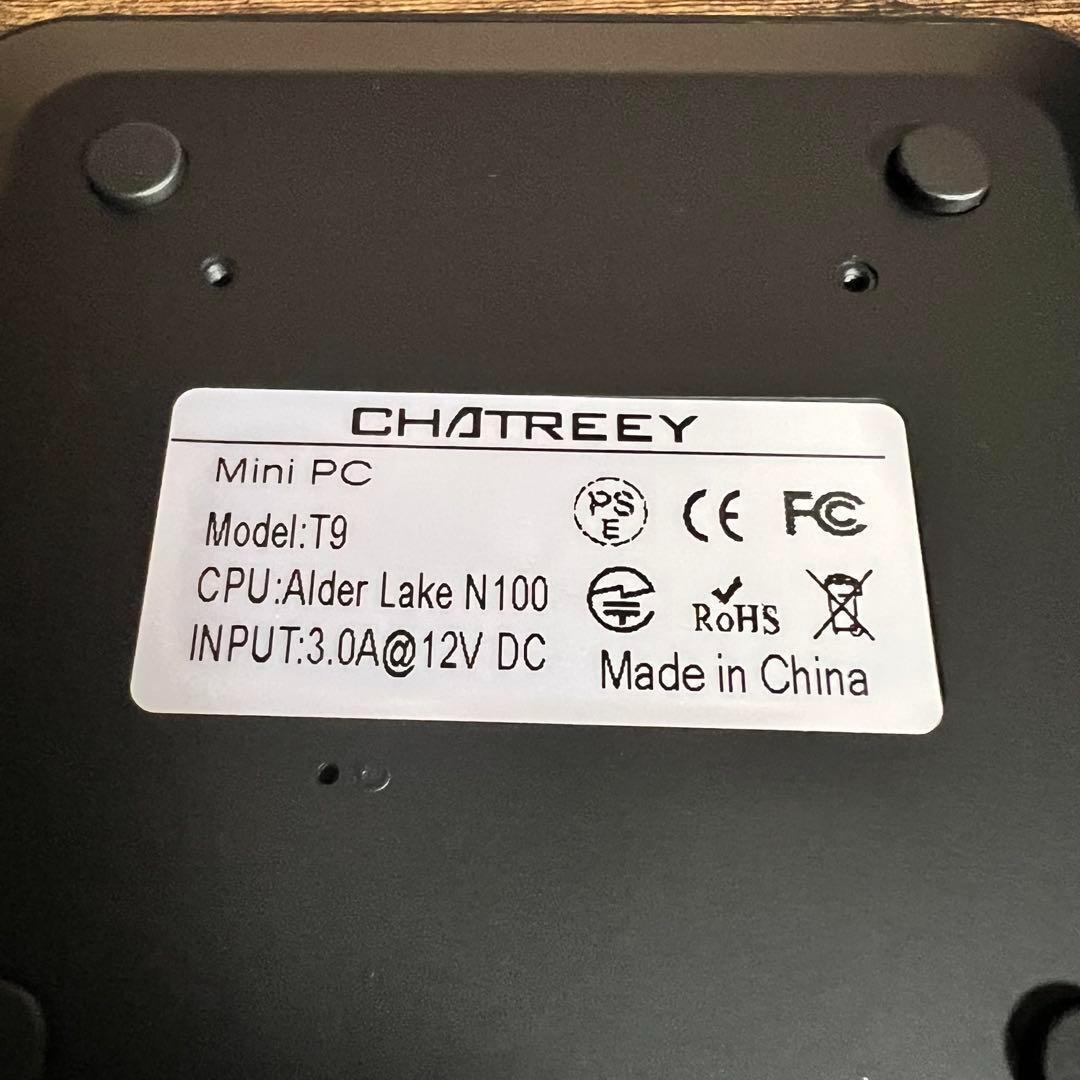 CHATREEY
Mini PC
Model:T9
CPU:Alder Lake N100
INPUT:3.0A@12V DC
PSE
CE
FC
RoHS
Made in China